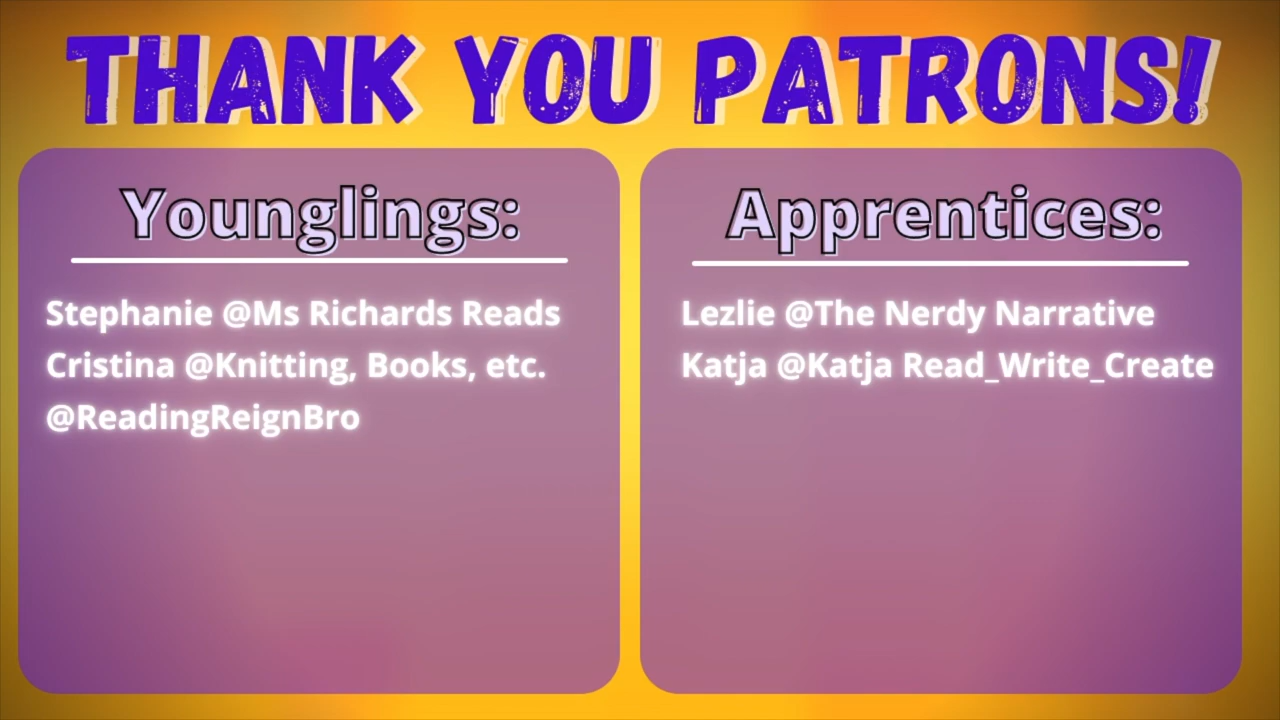 THANK YOU PATRONS!
Younglings:
Stephanie @Ms Richards Reads
Cristina @Knitting, Books, etc.
@ReadingReignBro
Apprentices:
Lezlie @The Nerdy Narrative
Katja @Katja Read_Write_Create